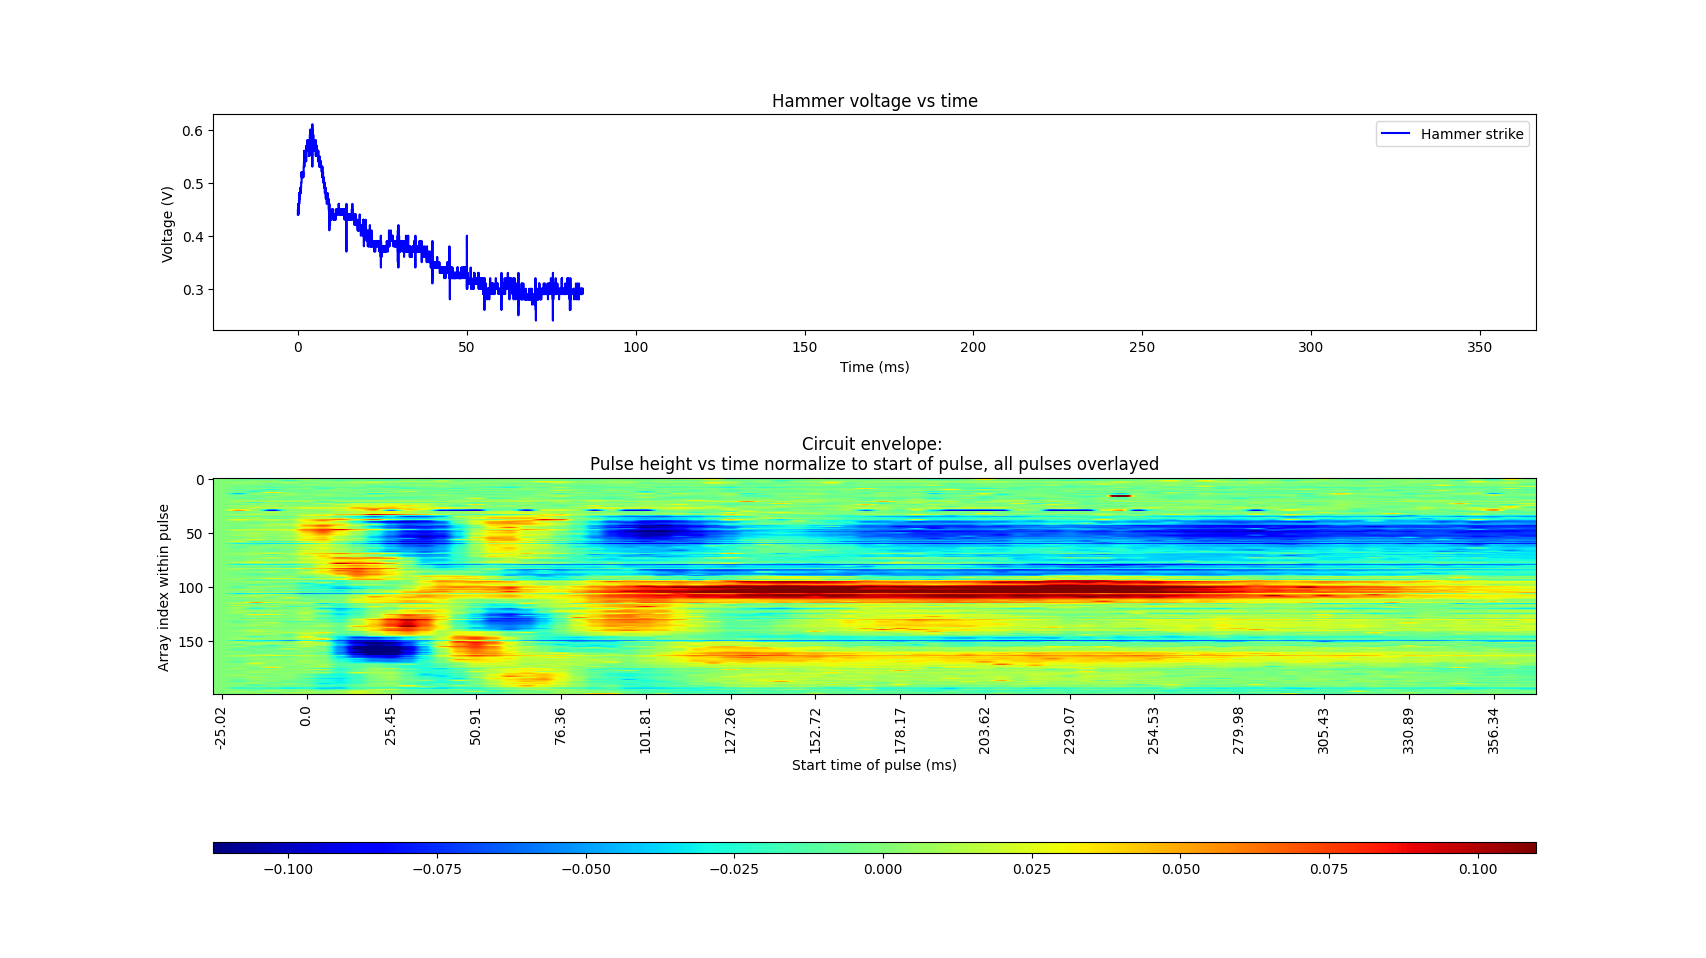 Hammer voltage vs time
Hammer strike
0.6
0.5
0.4
0.3
Voltage (V)
0 50 100 150 200 250 300 350
Time (ms)
Circuit envelope:
Pulse height vs time normalize to start of pulse, all pulses overlayed
0
50
100
150
Array index within pulse
-25.02 0.0 25.45 50.91 76.36 101.81 127.26 152.72 178.17 203.62 229.07 254.53 279.98 305.43 330.89 356.34
Start time of pulse (ms)
−0.100 −0.075 −0.050 −0.025 0.000 0.025 0.050 0.075 0.100